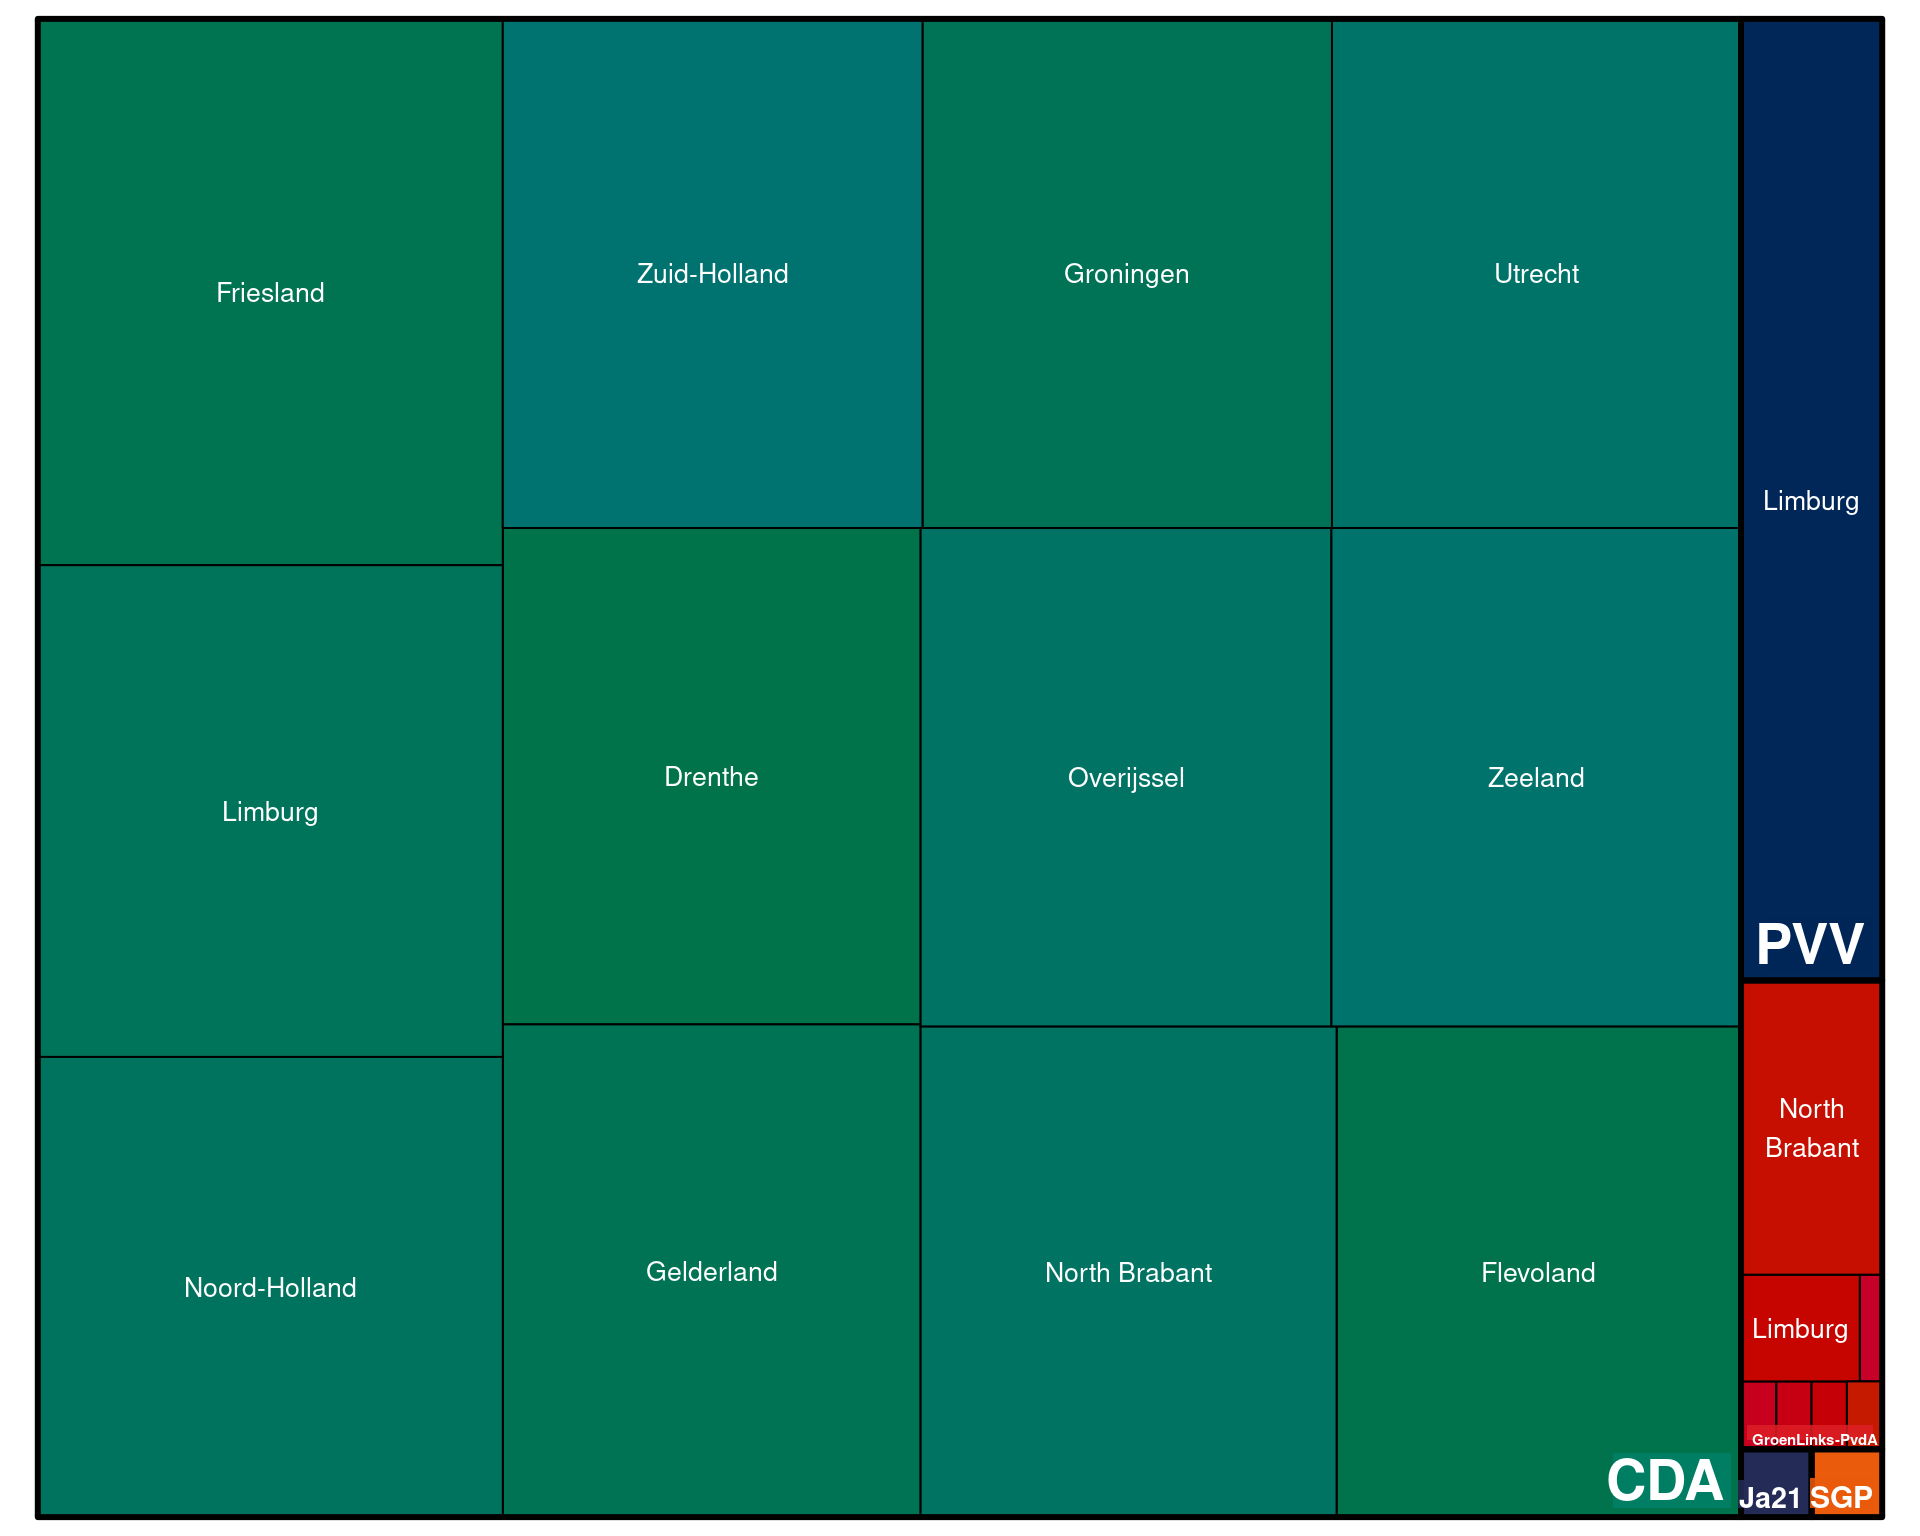 Friesland
Zuid-Holland
Groningen
Utrecht
Limburg
Limburg
Drenthe
Overijssel
Zeeland
PVV
North
Brabant
Noord-Holland
Gelderland
North Brabant
Flevoland
Limburg
GroenLinks-PvdA
CDA
Ja21
SGP